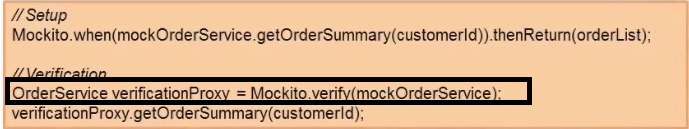 // Setup
Mockito.when(mockOrderService.getOrderSummary(customerId)).thenReturn(orderList);
// Verification
OrderService verificationProxy = Mockito.verify(mockOrderService);
verificationProxy.getOrderSummary(customerId);